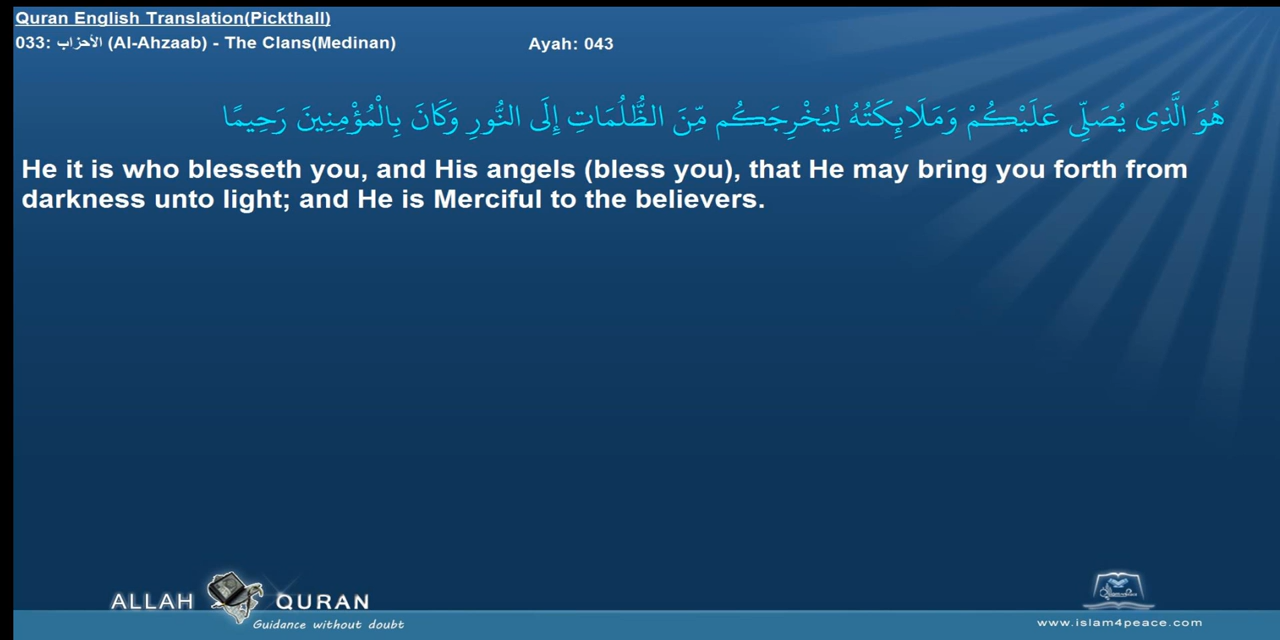 Quran English Translation(Pickthall)
033: الأحزاب (Al-Ahzaab) - The Clans(Medinan) Ayah: 043
هُوَ الَّذِى يُصَلِّى عَلَيْكُمْ وَمَلَائِكَتُهُ لِيُخْرِجَكُم مِّنَ الظُّلُمَاتِ إِلَى النُّورِ وَكَانَ بِالْمُؤْمِنِينَ رَحِيمًا
He it is who blesseth you, and His angels (bless you), that He may bring you forth from
darkness unto light; and He is Merciful to the believers.
ALLAH QURAN
Guidance without doubt
www.islam4peace.com